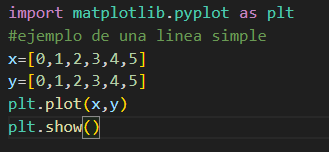 import matplotlib.pyplot as plt
#ejemplo de una linea simple
x=[0,1,2,3,4,5]
y=[0,1,2,3,4,5]
plt.plot(x,y)
plt.show()